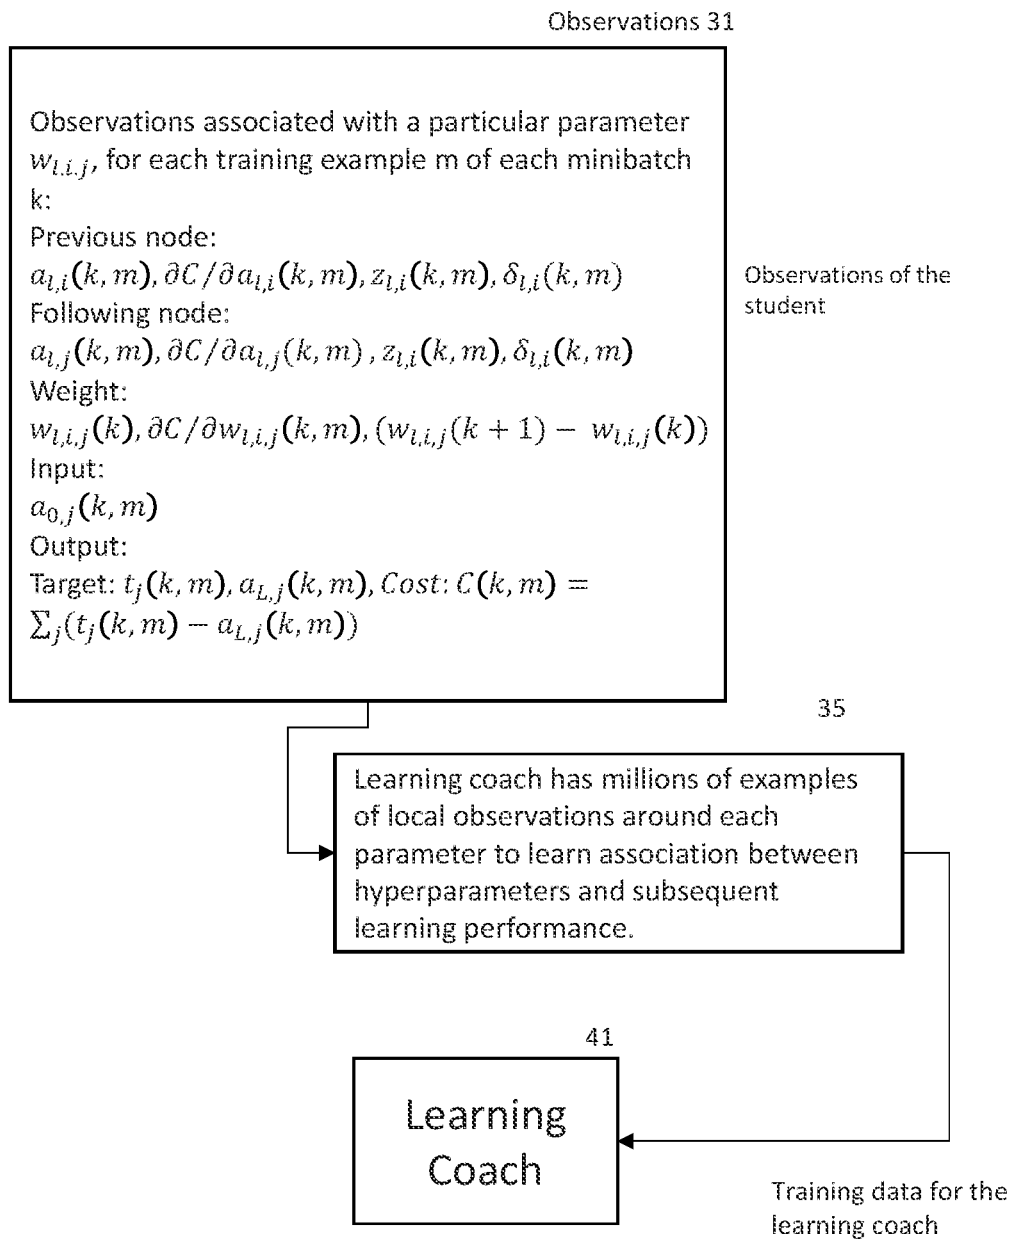 Observations 31
Observations associated with a particular parameter
w_{l.i.j}, for each training example m of each minibatch
k:
Previous node:
a_{l,i}(k, m), ∂C/∂a_{l,i}(k, m), z_{l,i}(k, m), δ_{l,i}(k, m)
Following node:
a_{l,j}(k, m), ∂C/∂a_{l,j}(k, m) , z_{l,i}(k, m), δ_{l,i}(k, m)
Weight:
w_{l,i,j}(k), ∂C/∂w_{l,i,j}(k, m), (w_{l,i,j}(k + 1) − w_{l,i,j}(k))
Input:
a_{0,j}(k, m)
Output:
Target: t_j(k, m), a_{L,j}(k, m), Cost: C(k, m) =
∑_j(t_j(k, m) − a_{L,j}(k, m))
Observations of the
student
35
Learning coach has millions of examples
of local observations around each
parameter to learn association between
hyperparameters and subsequent
learning performance.
41
Learning
Coach
Training data for the
learning coach